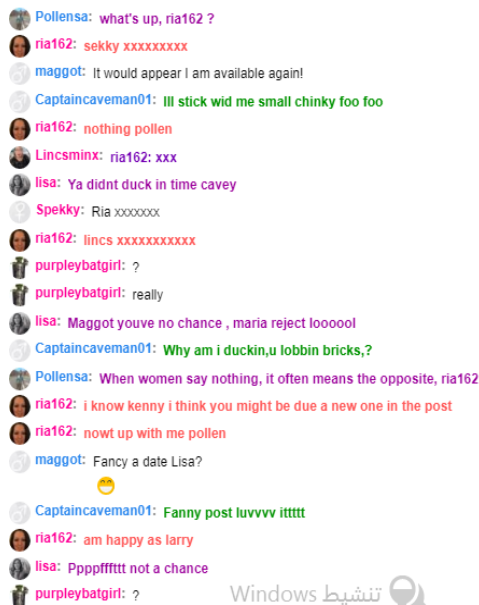 Pollensa: what's up, ria162 ?
ria162: sekky xxxxxxxxx
maggot: It would appear I am available again!
Captaincaveman01: Ill stick wid me small chinky foo foo
ria162: nothing pollen
Lincsminx: ria162: xxx
lisa: Ya didnt duck in time cavey
Spekky: Ria xxxxxxx
ria162: lincs xxxxxxxxxxx
purpleybatgirl: ?
purpleybatgirl: really
lisa: Maggot youve no chance , maria reject loooool
Captaincaveman01: Why am i duckin,u lobbin bricks,?
Pollensa: When women say nothing, it often means the opposite, ria162
ria162: i know kenny i think you might be due a new one in the post
ria162: nowt up with me pollen
maggot: Fancy a date Lisa?
Captaincaveman01: Fanny post luvvvv ittttt
ria162: am happy as larry
lisa: Ppppfffttt not a chance
purpleybatgirl: ?
تنشيط Windows